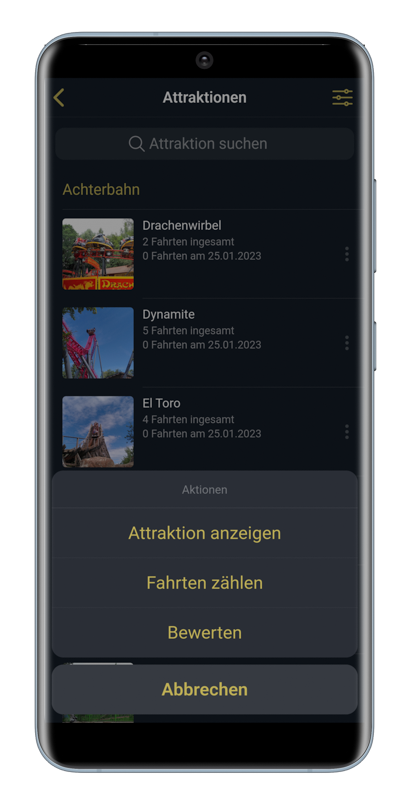 Attraktionen
Attraktion suchen
Achterbahn
Drachenwirbel
2 Fahrten ingesamt
0 Fahrten am 25.01.2023
Dynamite
5 Fahrten ingesamt
0 Fahrten am 25.01.2023
El Toro
4 Fahrten ingesamt
0 Fahrten am 25.01.2023
Aktionen
Attraktion anzeigen
Fahrten zählen
Bewerten
Abbrechen